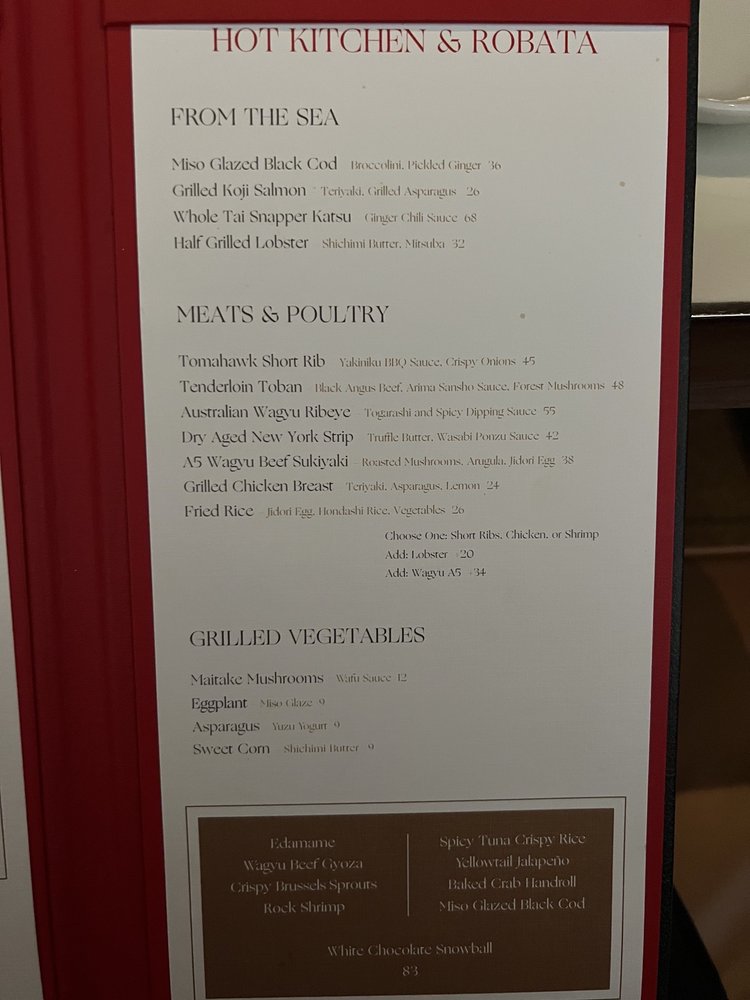 HOT KITCHEN & ROBATA
FROM THE SEA
Miso Glazed Black Cod - Broccolini, Pickled Ginger 36
Grilled Koji Salmon - Teriyaki, Grilled Asparagus 26
Whole Tai Snapper Katsu - Ginger Chili Sauce 68
Half Grilled Lobster - Shichimi Butter, Mitsuba 32
MEATS & POULTRY
Tomahawk Short Rib - Yakiniku BBQ Sauce, Crispy Onions 45
Tenderloin Toban - Black Angus Beef, Arima Sansho Sauce, Forest Mushrooms 48
Australian Wagyu Ribeye - Togarashi and Spicy Dipping Sauce 55
Dry Aged New York Strip - Truffle Butter, Wasabi Ponzu Sauce 42
A5 Wagyu Beef Sukiyaki - Roasted Mushrooms, Arugula, Jidori Egg 38
Grilled Chicken Breast - Teriyaki, Asparagus, Lemon 24
Fried Rice - Jidori Egg, Hondashi Rice, Vegetables 26
Choose One: Short Ribs, Chicken, or Shrimp
Add: Lobster +20
Add: Wagyu A5 +34
GRILLED VEGETABLES
Maitake Mushrooms - Wafu Sauce 12
Eggplant - Miso Glaze 9
Asparagus - Yuzu Yogurt 9
Sweet Corn - Shichimi Butter 9
Edamame
Wagyu Beef Gyoza
Crispy Brussels Sprouts
Rock Shrimp
Spicy Tuna Crispy Rice
Yellowtail Jalapeño
Baked Crab Handroll
Miso Glazed Black Cod
White Chocolate Snowball
83